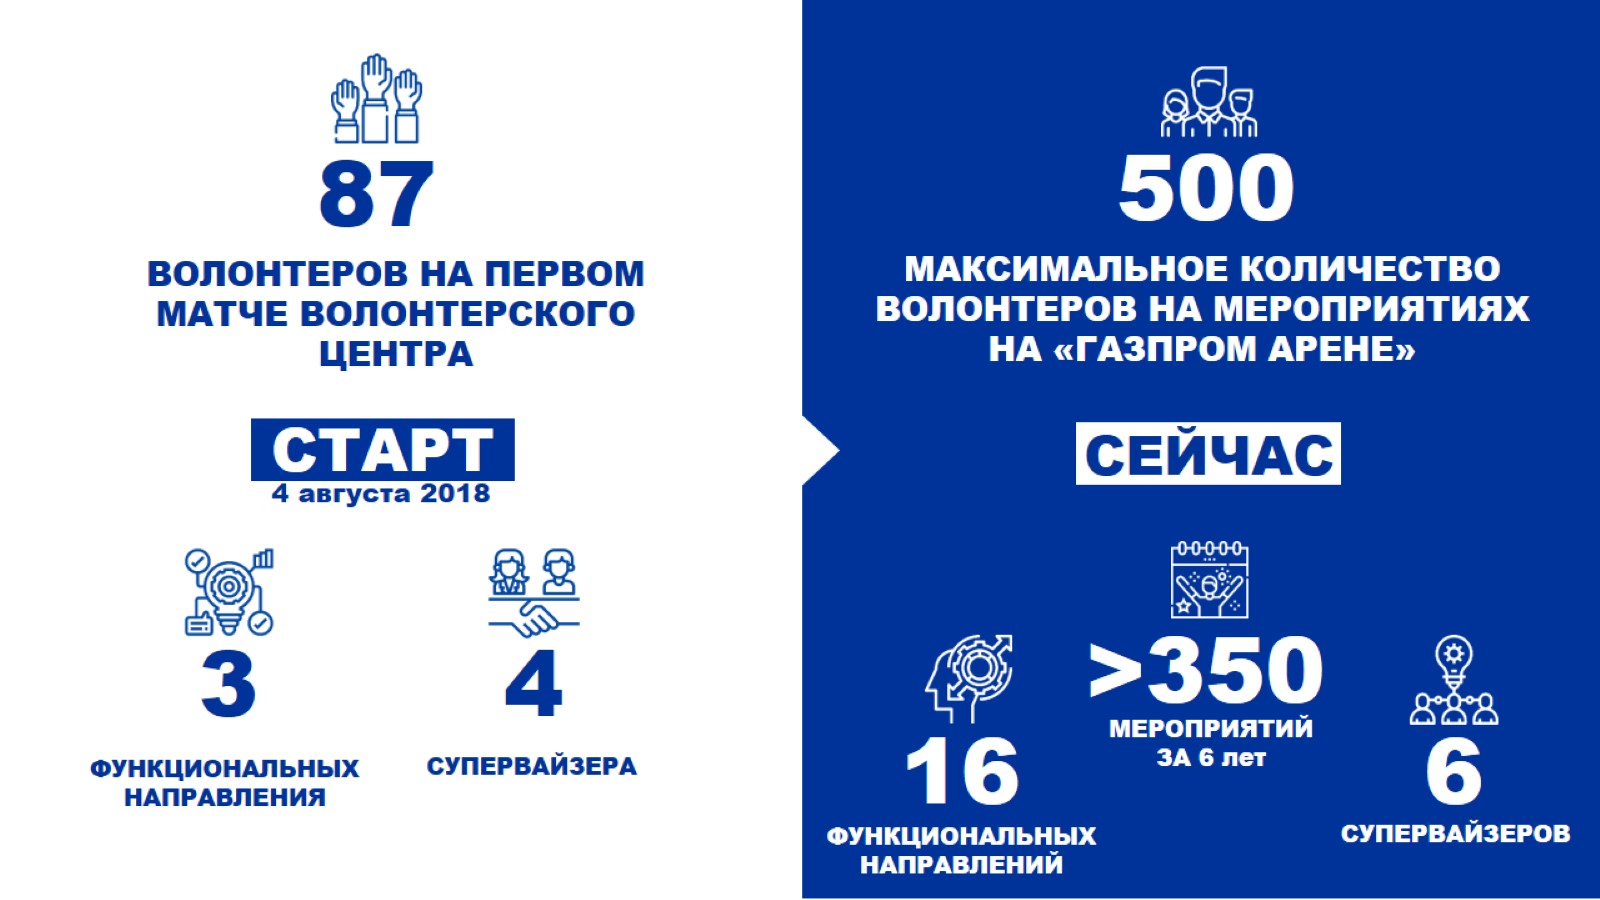 87
ВОЛОНТЕРОВ НА ПЕРВОМ
МАТЧЕ ВОЛОНТЕРСКОГО
ЦЕНТРА
СТАРТ
4 августа 2018
3
ФУНКЦИОНАЛЬНЫХ
НАПРАВЛЕНИЯ
4
СУПЕРВАЙЗЕРА
500
МАКСИМАЛЬНОЕ КОЛИЧЕСТВО
ВОЛОНТЕРОВ НА МЕРОПРИЯТИЯХ
НА «ГАЗПРОМ АРЕНЕ»
СЕЙЧАС
16
ФУНКЦИОНАЛЬНЫХ
НАПРАВЛЕНИЙ
>350
МЕРОПРИЯТИЙ
ЗА 6 лет
6
СУПЕРВАЙЗЕРОВ